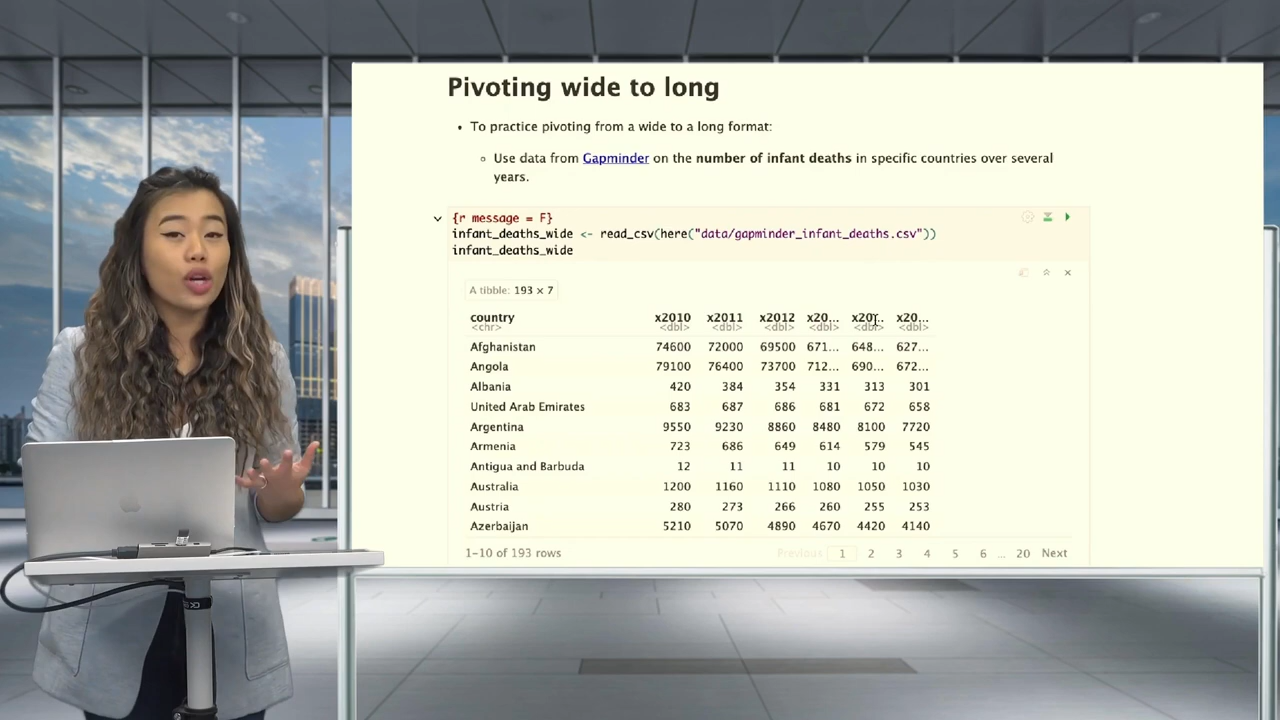 Pivoting wide to long
• To practice pivoting from a wide to a long format:
◦ Use data from Gapminder on the number of infant deaths in specific countries over several
years.
{r message = F}
infant_deaths_wide <- read_csv(here("data/gapminder_infant_deaths.csv"))
infant_deaths_wide
A tibble: 193 × 7
country x2010 x2011 x2012 x20... x20... x20...
<chr> <dbl> <dbl> <dbl> <dbl> <dbl> <dbl>
Afghanistan 74600 72000 69500 671... 648... 627...
Angola 79100 76400 73700 712... 690... 672...
Albania 420 384 354 331 313 301
United Arab Emirates 683 687 686 681 672 658
Argentina 9550 9230 8860 8480 8100 7720
Armenia 723 686 649 614 579 545
Antigua and Barbuda 12 11 11 10 10 10
Australia 1200 1160 1110 1080 1050 1030
Austria 280 273 266 260 255 253
Azerbaijan 5210 5070 4890 4670 4420 4140
1-10 of 193 rows Previous 1 2 3 4 5 6 ... 20 Next